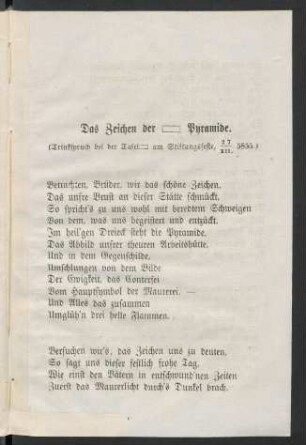 Das Zeichen der ▭ Pyramide.
(Trinkspruch bei der Tafel▭ am Stiftungsfeste, 27/XII. 5855.)
Betrachten, Brüder, wir das schöne Zeichen,
Das unsre Brust an dieser Stätte schmückt.
So spricht's zu uns wohl mit beredtem Schweigen
Von dem, was uns begeistert und entzückt.
Im heil'gen Dreieck steht die Pyramide,
Das Abbild unsrer theuren Arbeitshütte,
Und in dem Gegenschilde,
Umschlungen von dem Bilde
Der Ewigkeit, das Conterfei
Vom Hauptsymbol der Maurerei. —
Und Alles das zusammen
Umglüh'n drei helle Flammen.
Versuchen wir's, das Zeichen uns zu deuten,
So sagt uns dieser festlich frohe Tag,
Wie einst den Vätern in entschwund'nen Zeiten
Zuerst das Maurerlicht durch's Dunkel brach.